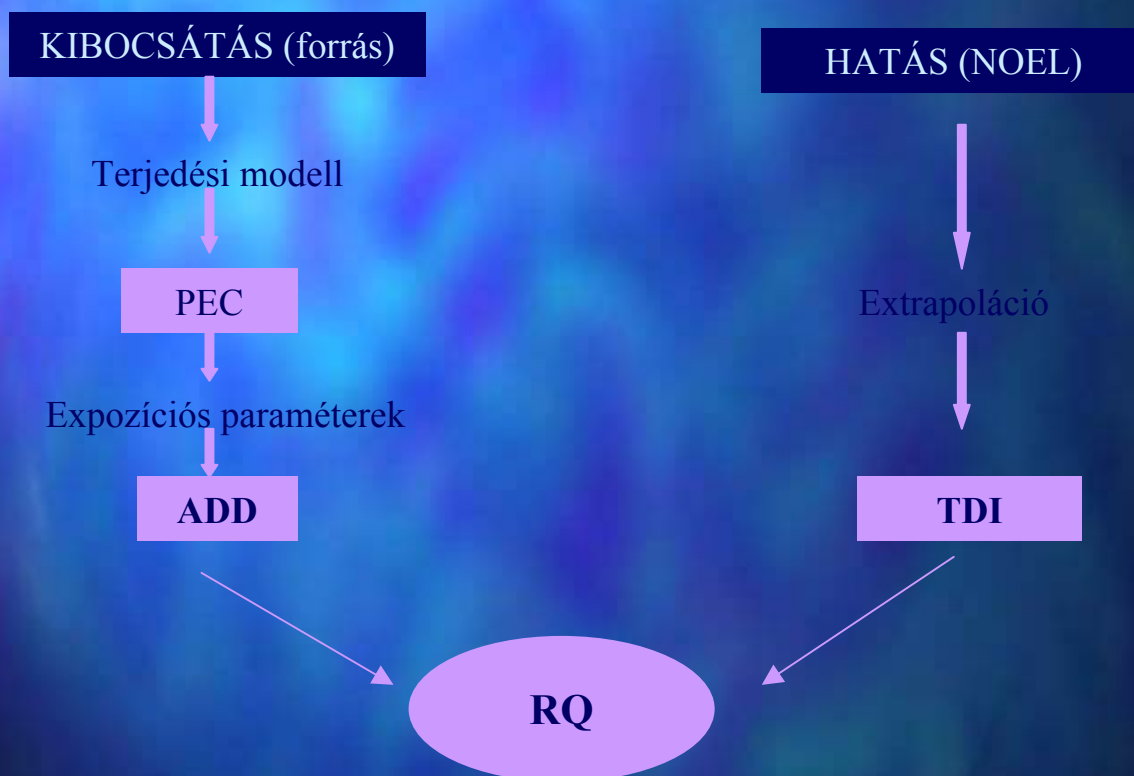 KIBOCSÁTÁS (forrás)
HATÁS (NOEL)
Terjedési modell
PEC
Extrapoláció
Expozíciós paraméterek
ADD
TDI
RQ